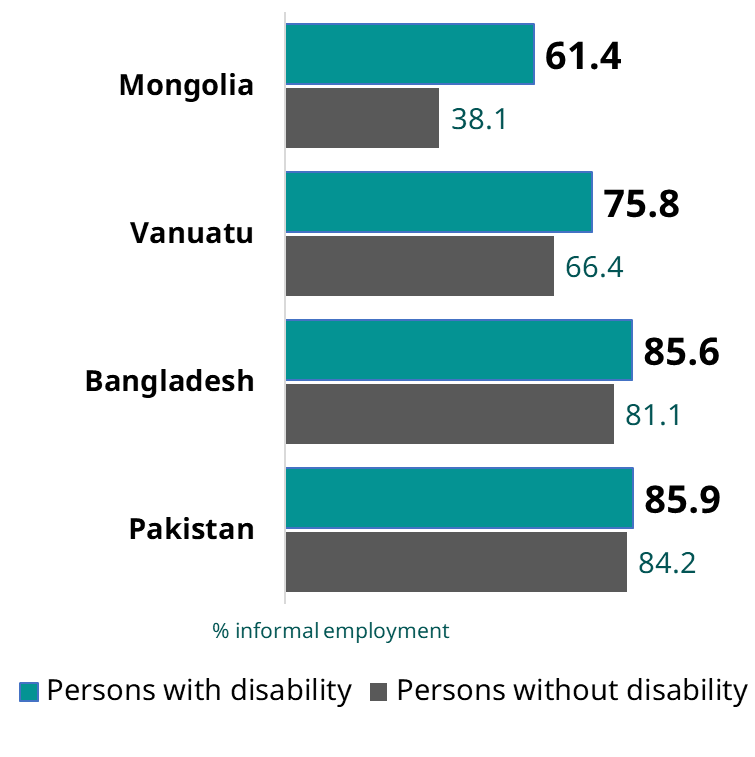 61.4
Mongolia
38.1
75.8
Vanuatu
66.4
85.6
Bangladesh
81.1
85.9
Pakistan
84.2
% informal employment
Persons with disability Persons without disability